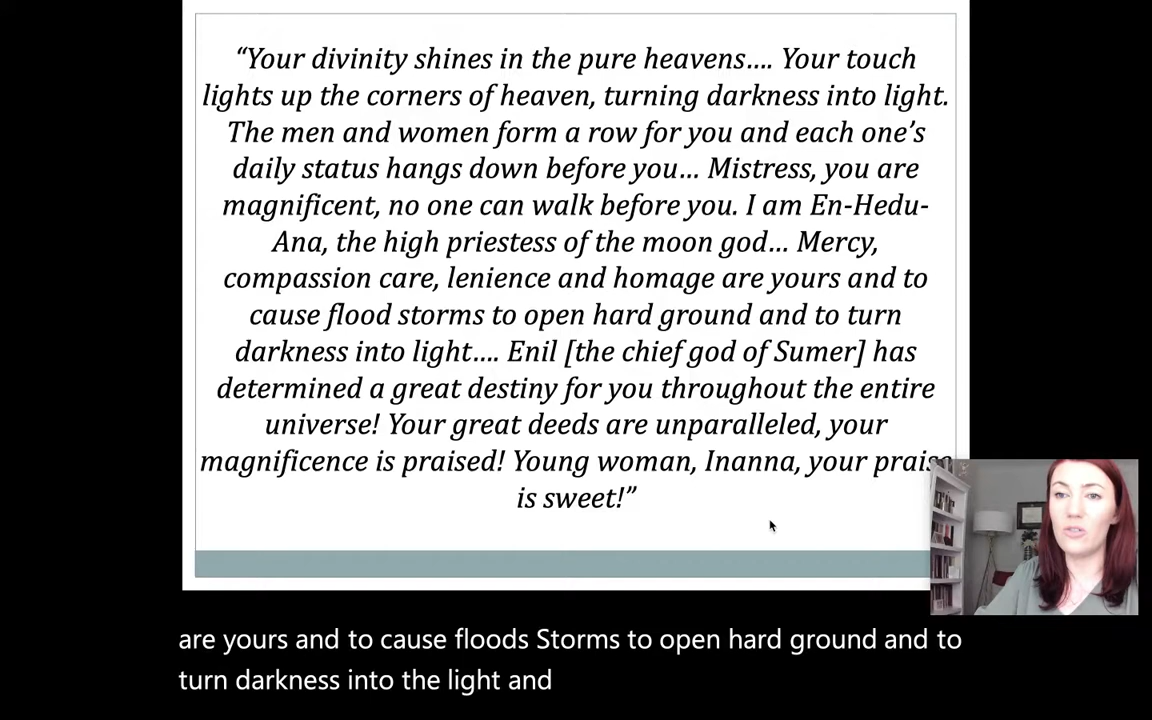 “Your divinity shines in the pure heavens.... Your touch
lights up the corners of heaven, turning darkness into light.
The men and women form a row for you and each one’s
daily status hangs down before you... Mistress, you are
magnificent, no one can walk before you. I am En-Hedu-
Ana, the high priestess of the moon god... Mercy,
compassion care, lenience and homage are yours and to
cause flood storms to open hard ground and to turn
darkness into light.... Enil [the chief god of Sumer] has
determined a great destiny for you throughout the entire
universe! Your great deeds are unparalleled, your
magnificence is praised! Young woman, Inanna, your praise
is sweet!”
are yours and to cause floods Storms to open hard ground and to
turn darkness into the light and